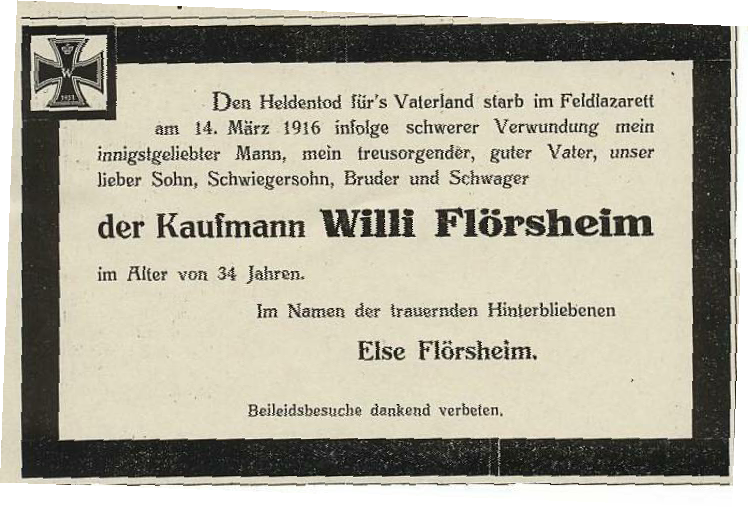 W
Den Heldentod für's Vaterland starb im Feldlazarett
am 14. März 1916 infolge schwerer Verwundung mein
innigstgeliebter Mann, mein treusorgender, guter Vater, unser
lieber Sohn, Schwiegersohn, Bruder und Schwager
der Kaufmann Willi Flörsheim
im Alter von 34 Jahren.
Im Namen der trauernden Hinterbliebenen
Else Flörsheim.
Beileidsbesuche dankend verbeten.